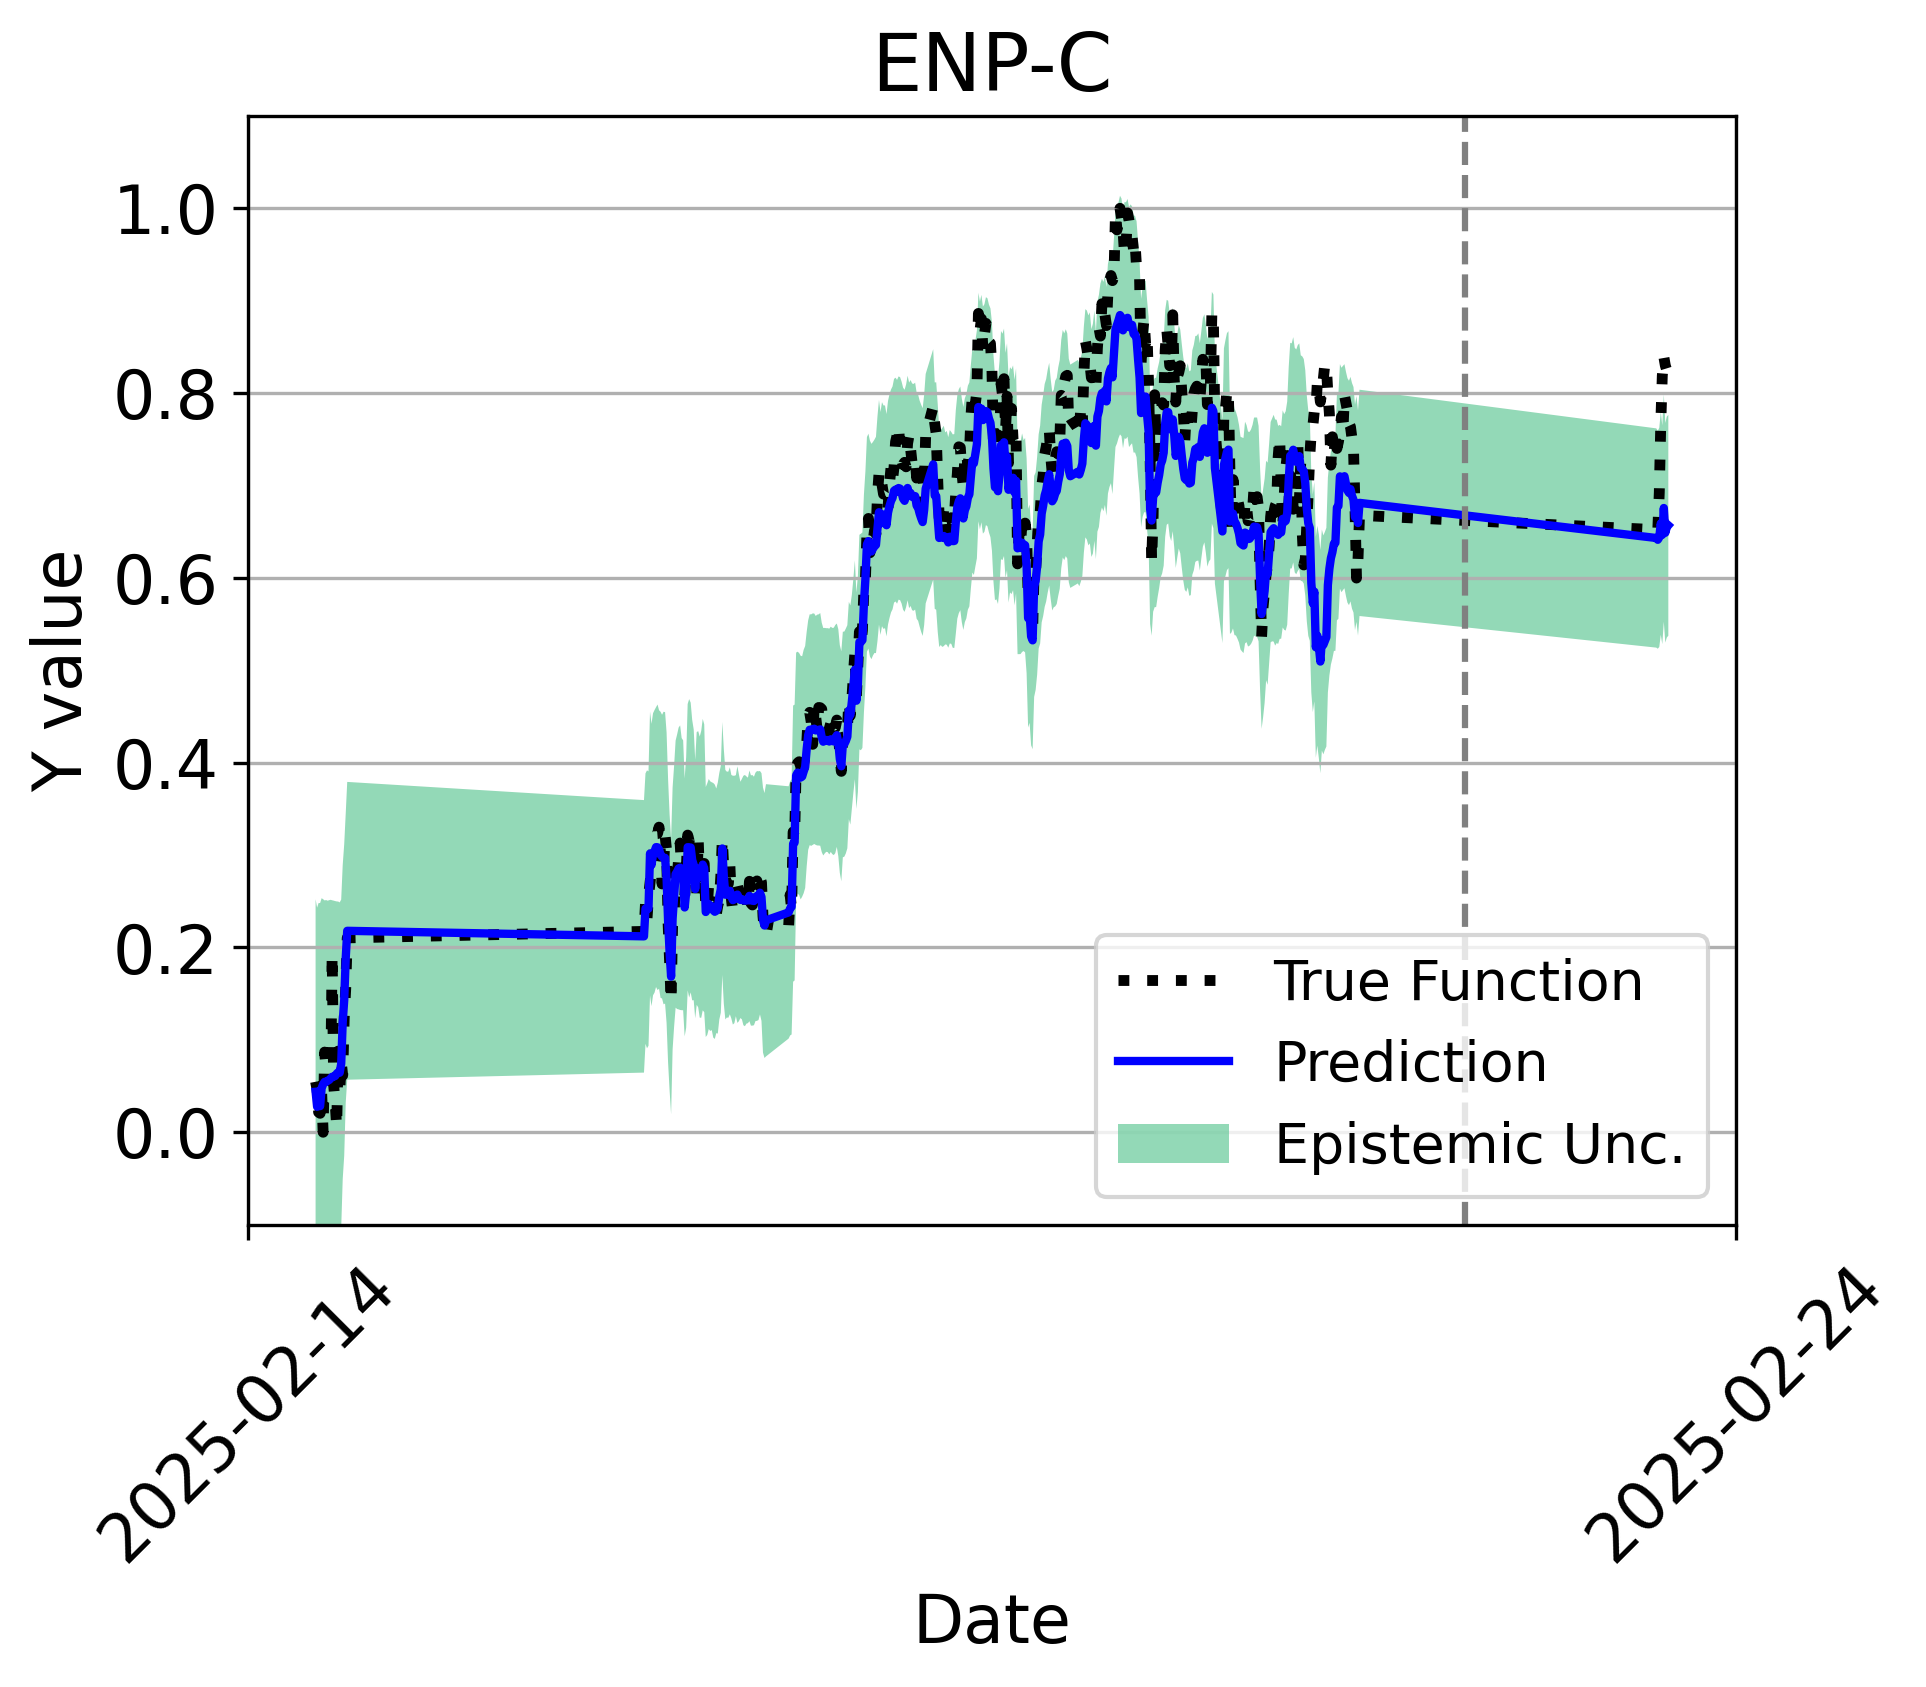 ENP-C
Y value
1.0
0.8
0.6
0.4
0.2
0.0
True Function
Prediction
Epistemic Unc.
2025-02-14
2025-02-24
Date